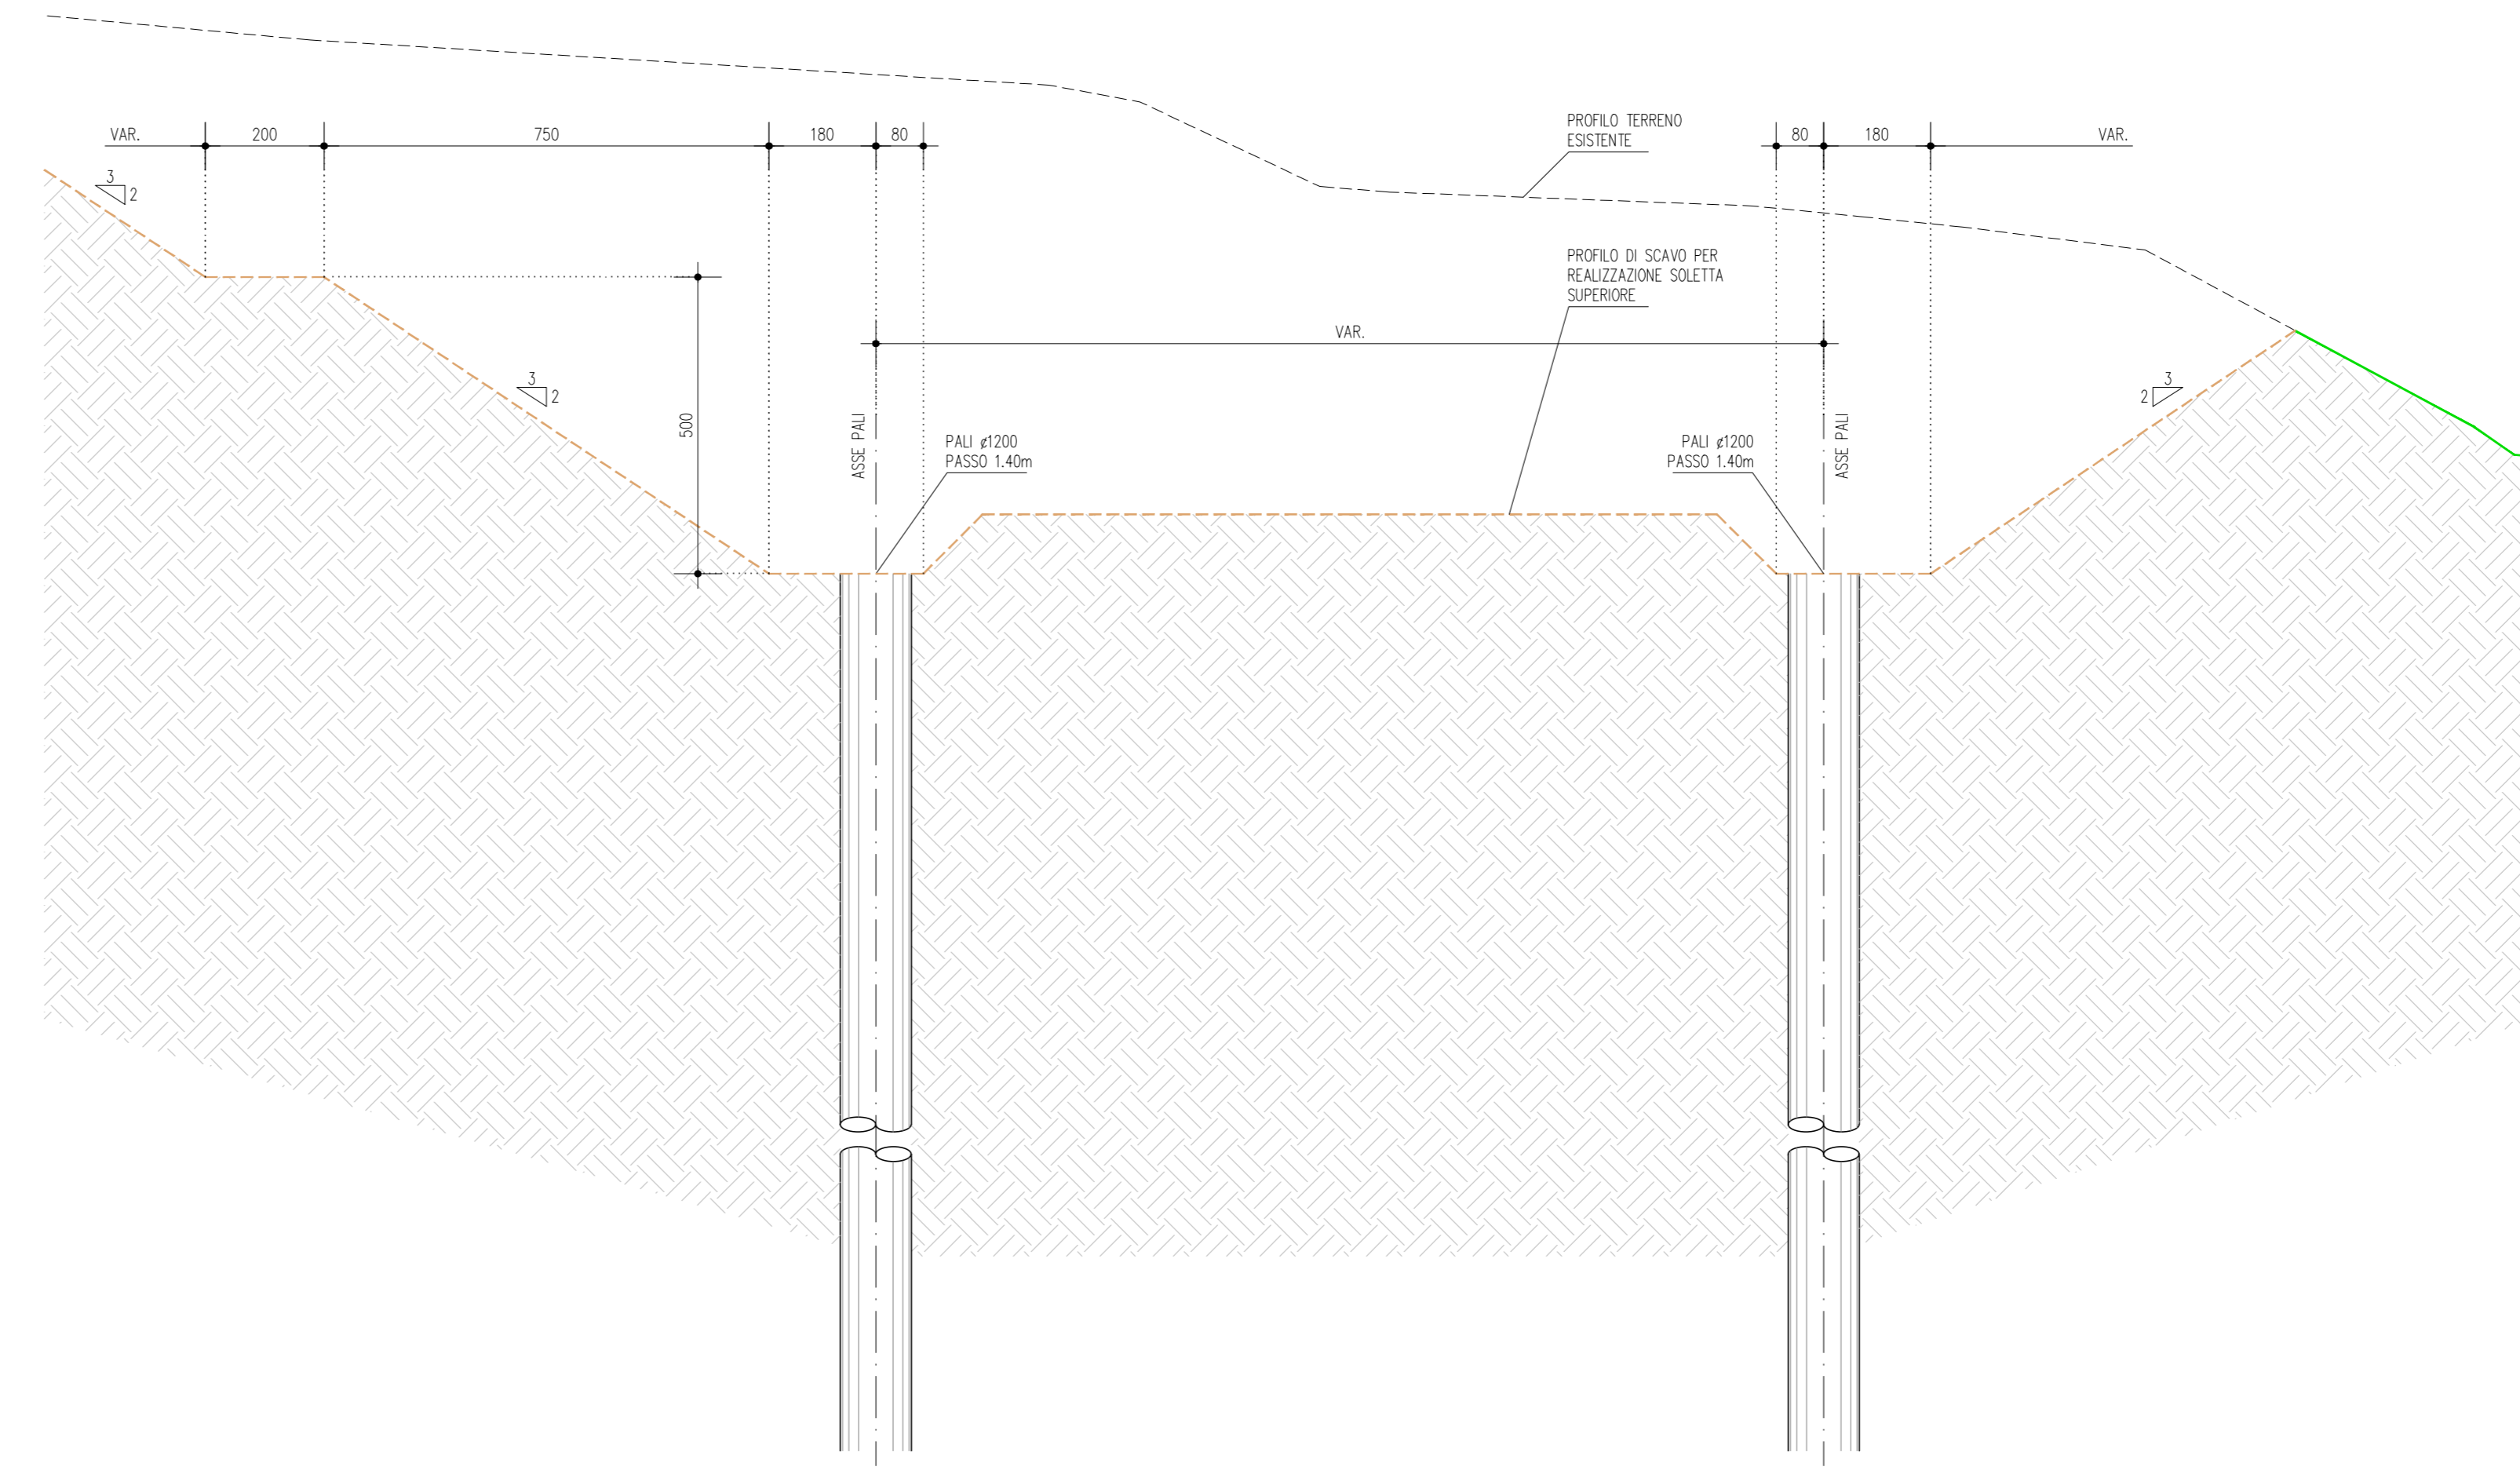 PROFILO TERRENO
ESISTENTE
VAR.
200
750
180
80
80
180
VAR.
3
2
PROFILO DI SCAVO PER
REALIZZAZIONE SOLETTA
SUPERIORE
VAR.
3
2
3
2
500
ASSE PALI
PALI ø1200
PASSO 1.40m
PALI ø1200
PASSO 1.40m
ASSE PALI